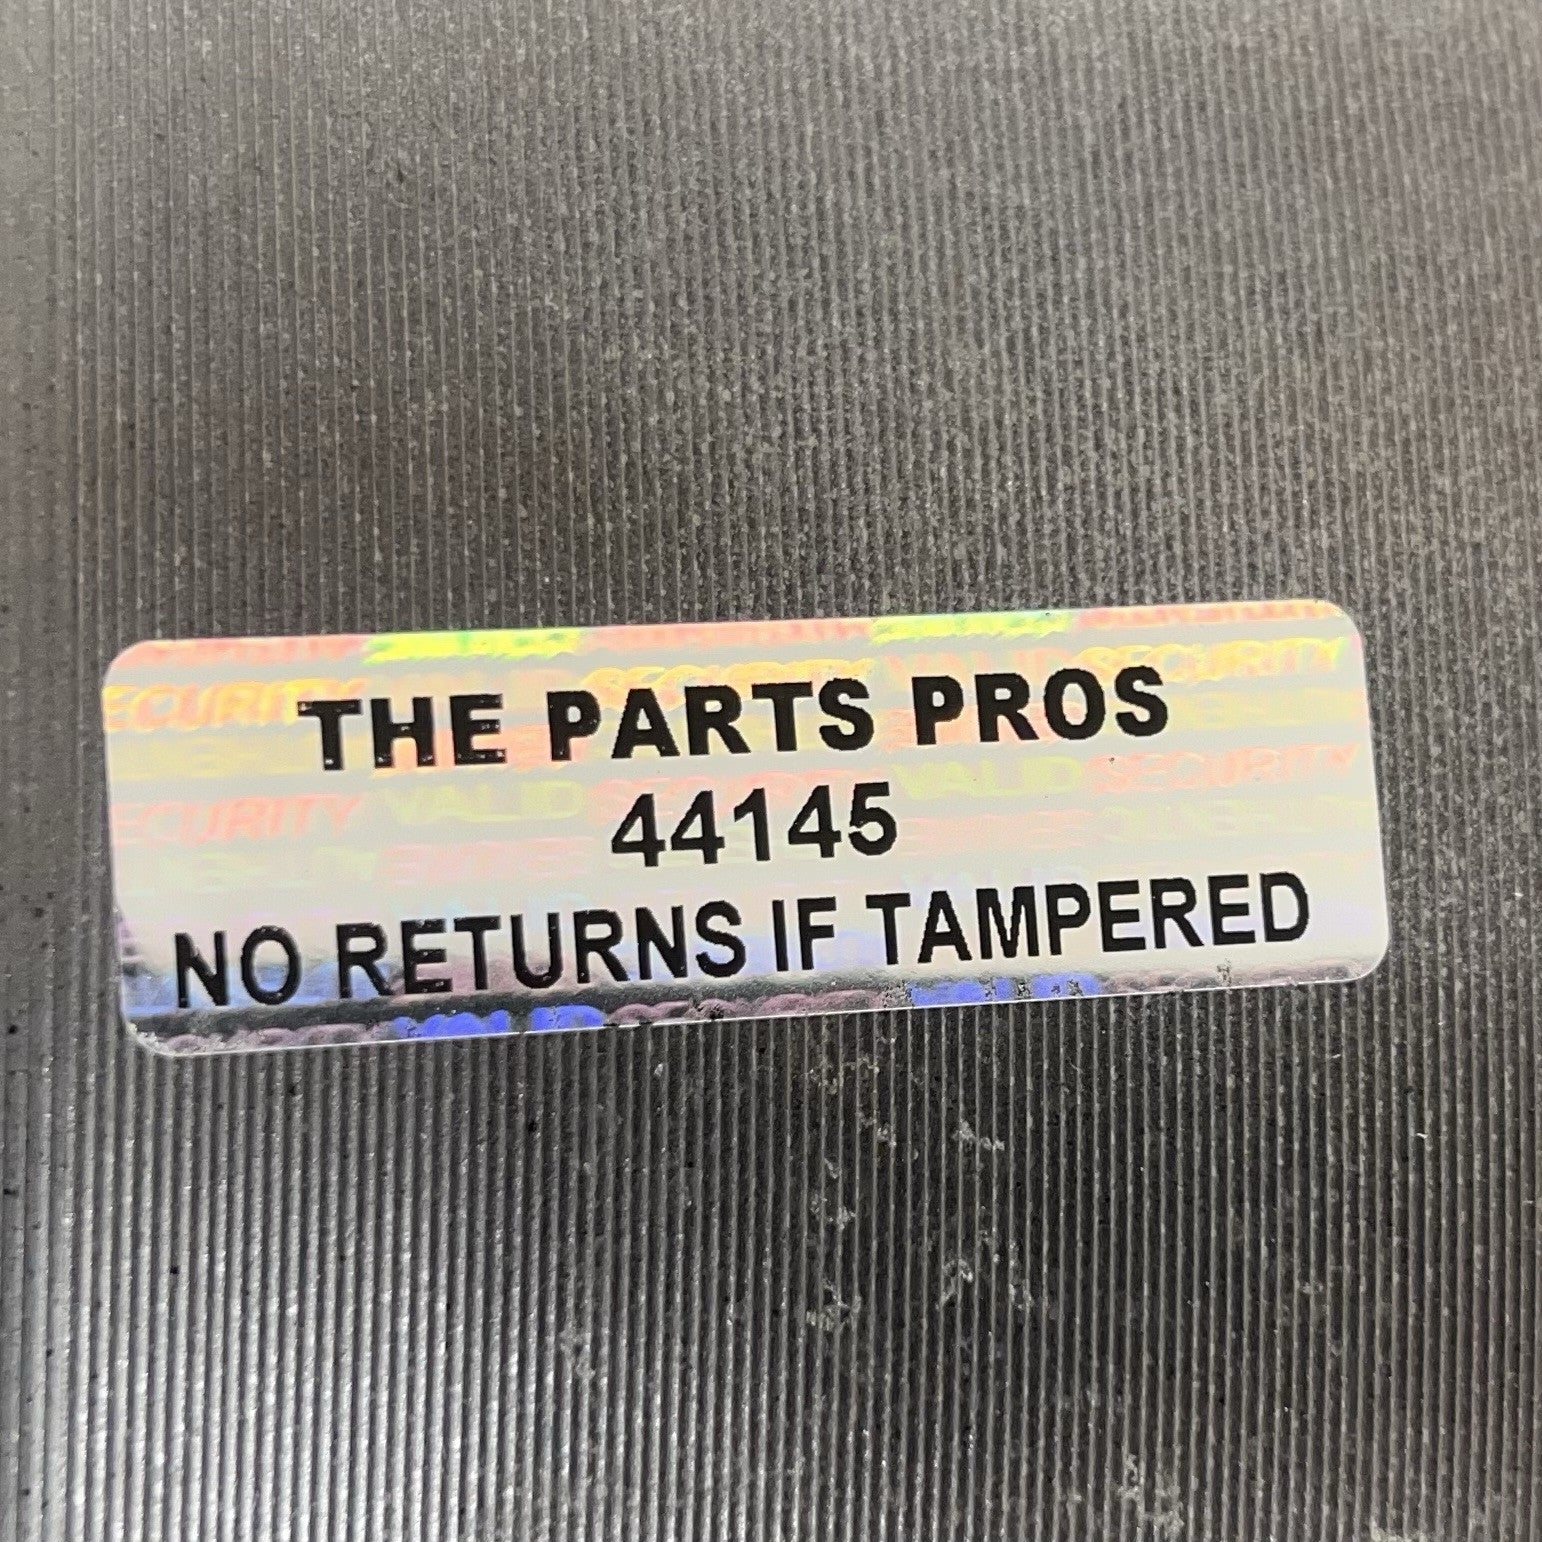 THE PARTS PROS
44145
NO RETURNS IF TAMPERED